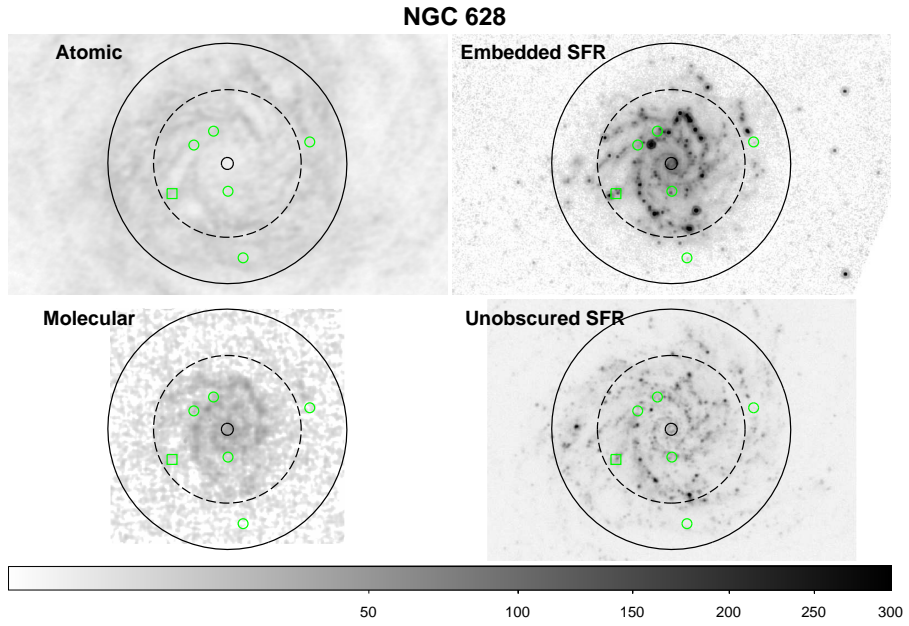 NGC 628
Atomic
Embedded SFR
Molecular
Unobscured SFR
50 100 150 200 250 300